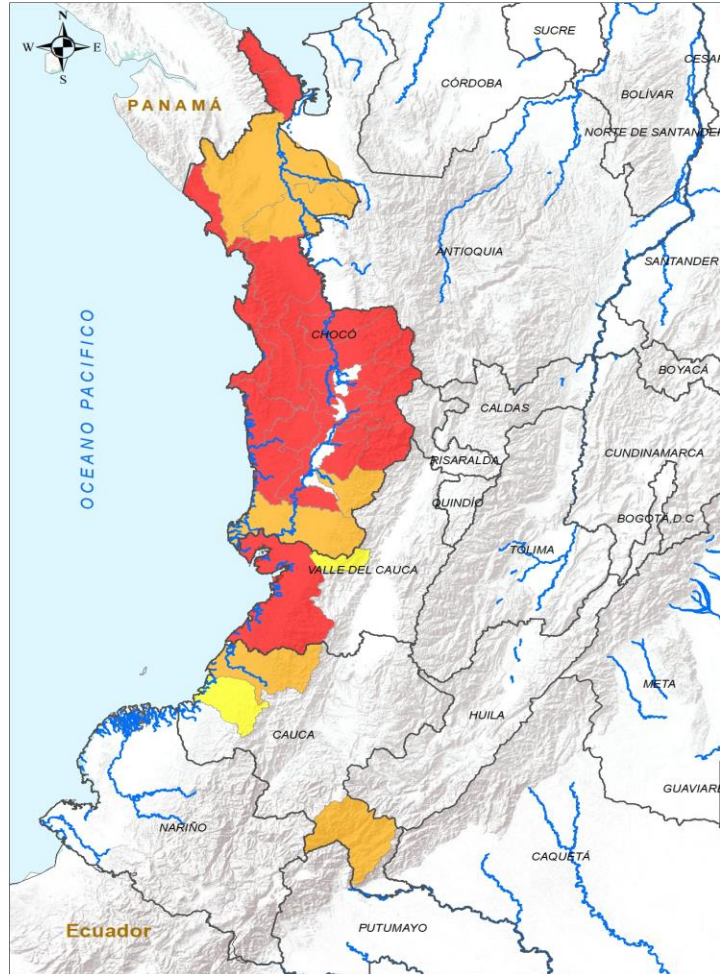 N
W
E
S
SUCRE
CÓRDOBA
CESAR
BOLÍVAR
PANAMÁ
NORTE DE SANTANDER
ANTIOQUIA
SANTANDER
OCEANO PACIFICO
CHOCÓ
BOYACÁ
CALDAS
CUNDINAMARCA
RISARALDA
QUINDÍO
BOGOTÁ,D.C
TOLIMA
VALLE DEL CAUCA
META
HUILA
CAUCA
GUAVIARE
NARIÑO
CAQUETÁ
Ecuador
PUTUMAYO